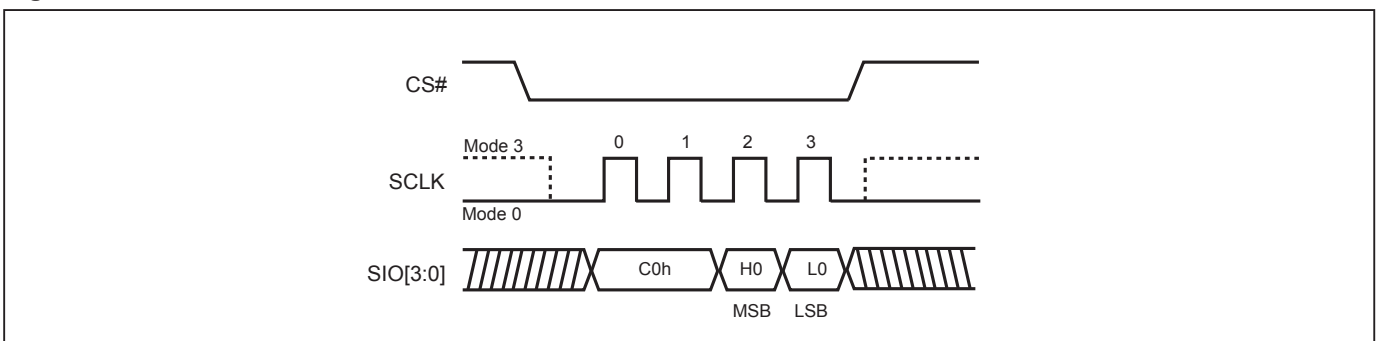 CS#
Mode 3 0 1 2 3
SCLK
Mode 0
SIO[3:0] C0h H0 L0
MSB LSB